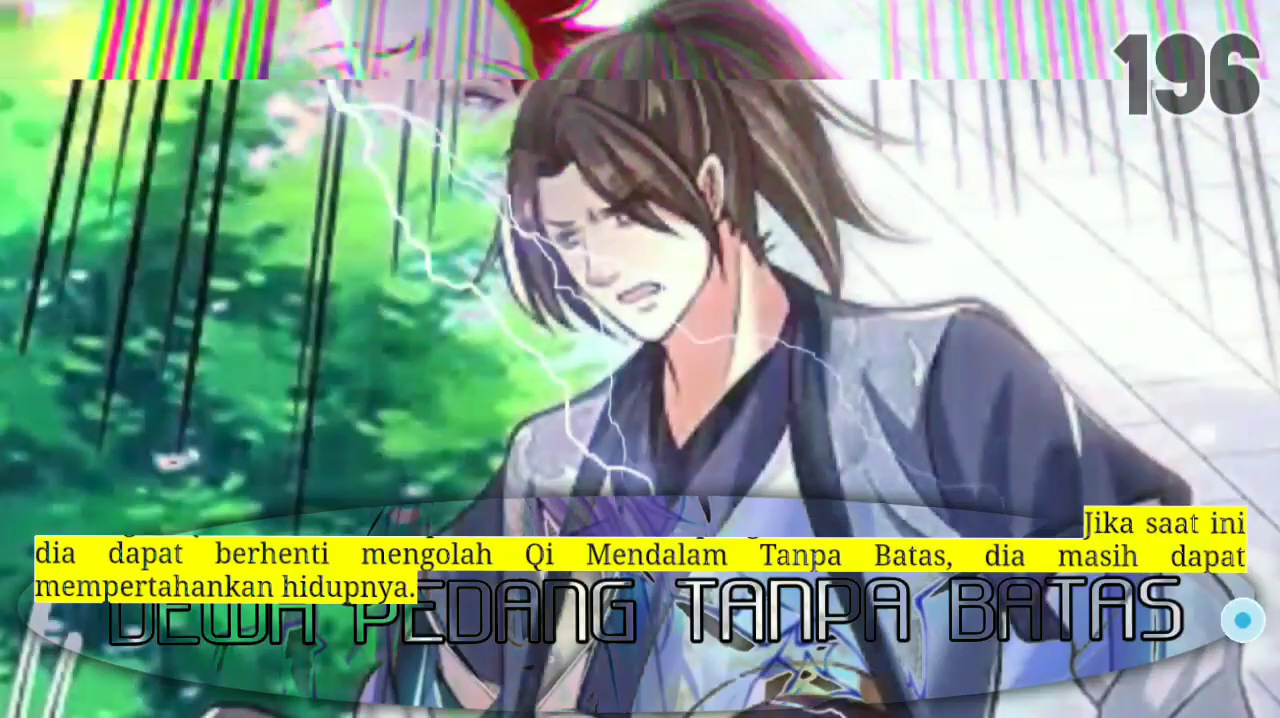 196
Jika saat ini
dia dapat berhenti mengolah Qi Mendalam Tanpa Batas, dia masih dapat
mempertahankan hidupnya.
DEWA PEDANG TANPA BATAS